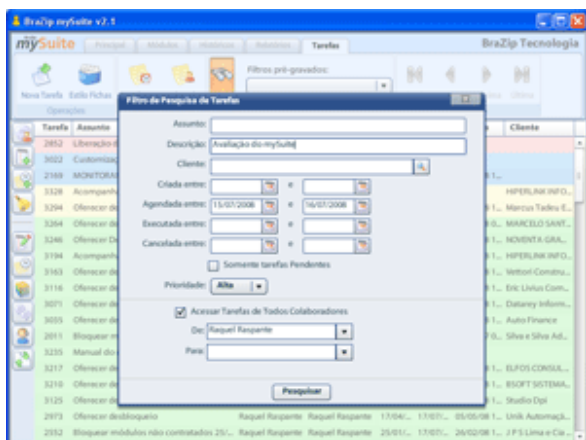 BraZip mySuite v2.1
mySuite Principal Módulos Históricos Relatórios Tarefas BraZip Tecnologia
Filtros pré-gravados:
Nova Tarefa Estilo Fichas
Operações
Filtro de Pesquisa de Tarefas
Assunto:
Descrição: Avaliação do mySuite
Cliente:
Criada entre: e
Agendada entre: 15/07/2008 e 16/07/2008
Executada entre: e
Cancelada entre: e
Somente tarefas Pendentes
Prioridade: Alta
Acessar Tarefas de Todos Colaboradores
De: Raquel Raspante
Para:
Pesquisar
Tarefa Assunto Cliente
2852 Liberação d
3022 Customizaç
2169 MONITORAM
3328 Acompanha HIPERLINK INFO...
3294 Oferecer de Marcus Tadeu E...
3264 Oferecer de MARCELO SANT...
3246 Oferecer De NOVENTA GRA...
3194 Acompanha HIPERLINK INFO...
3163 Oferecer de Vettori Constru...
3116 Oferecer de Eric Livius Com...
3071 Oferecer de Datarey Inform...
3035 Oferecer de Auto Finance
2011 Bloquear m Silva e Silva Ad...
3235 Manual do
3217 Oferecer de ELFOS CONSUL...
3210 Oferecer de BSOFT SISTEMA...
3125 Oferecer de Studio Dpi
2973 Oferecer desbloqueio Raquel Raspante Raquel Raspante 17/04/... 17/07/... 05/05/08 1... Unik Automaçã...
2552 Bloquear módulos não contratados 25/... Raquel Raspante Raquel Raspante 25/01/... 17/07/... 26/02/08 1... J P S Lima e Cia...